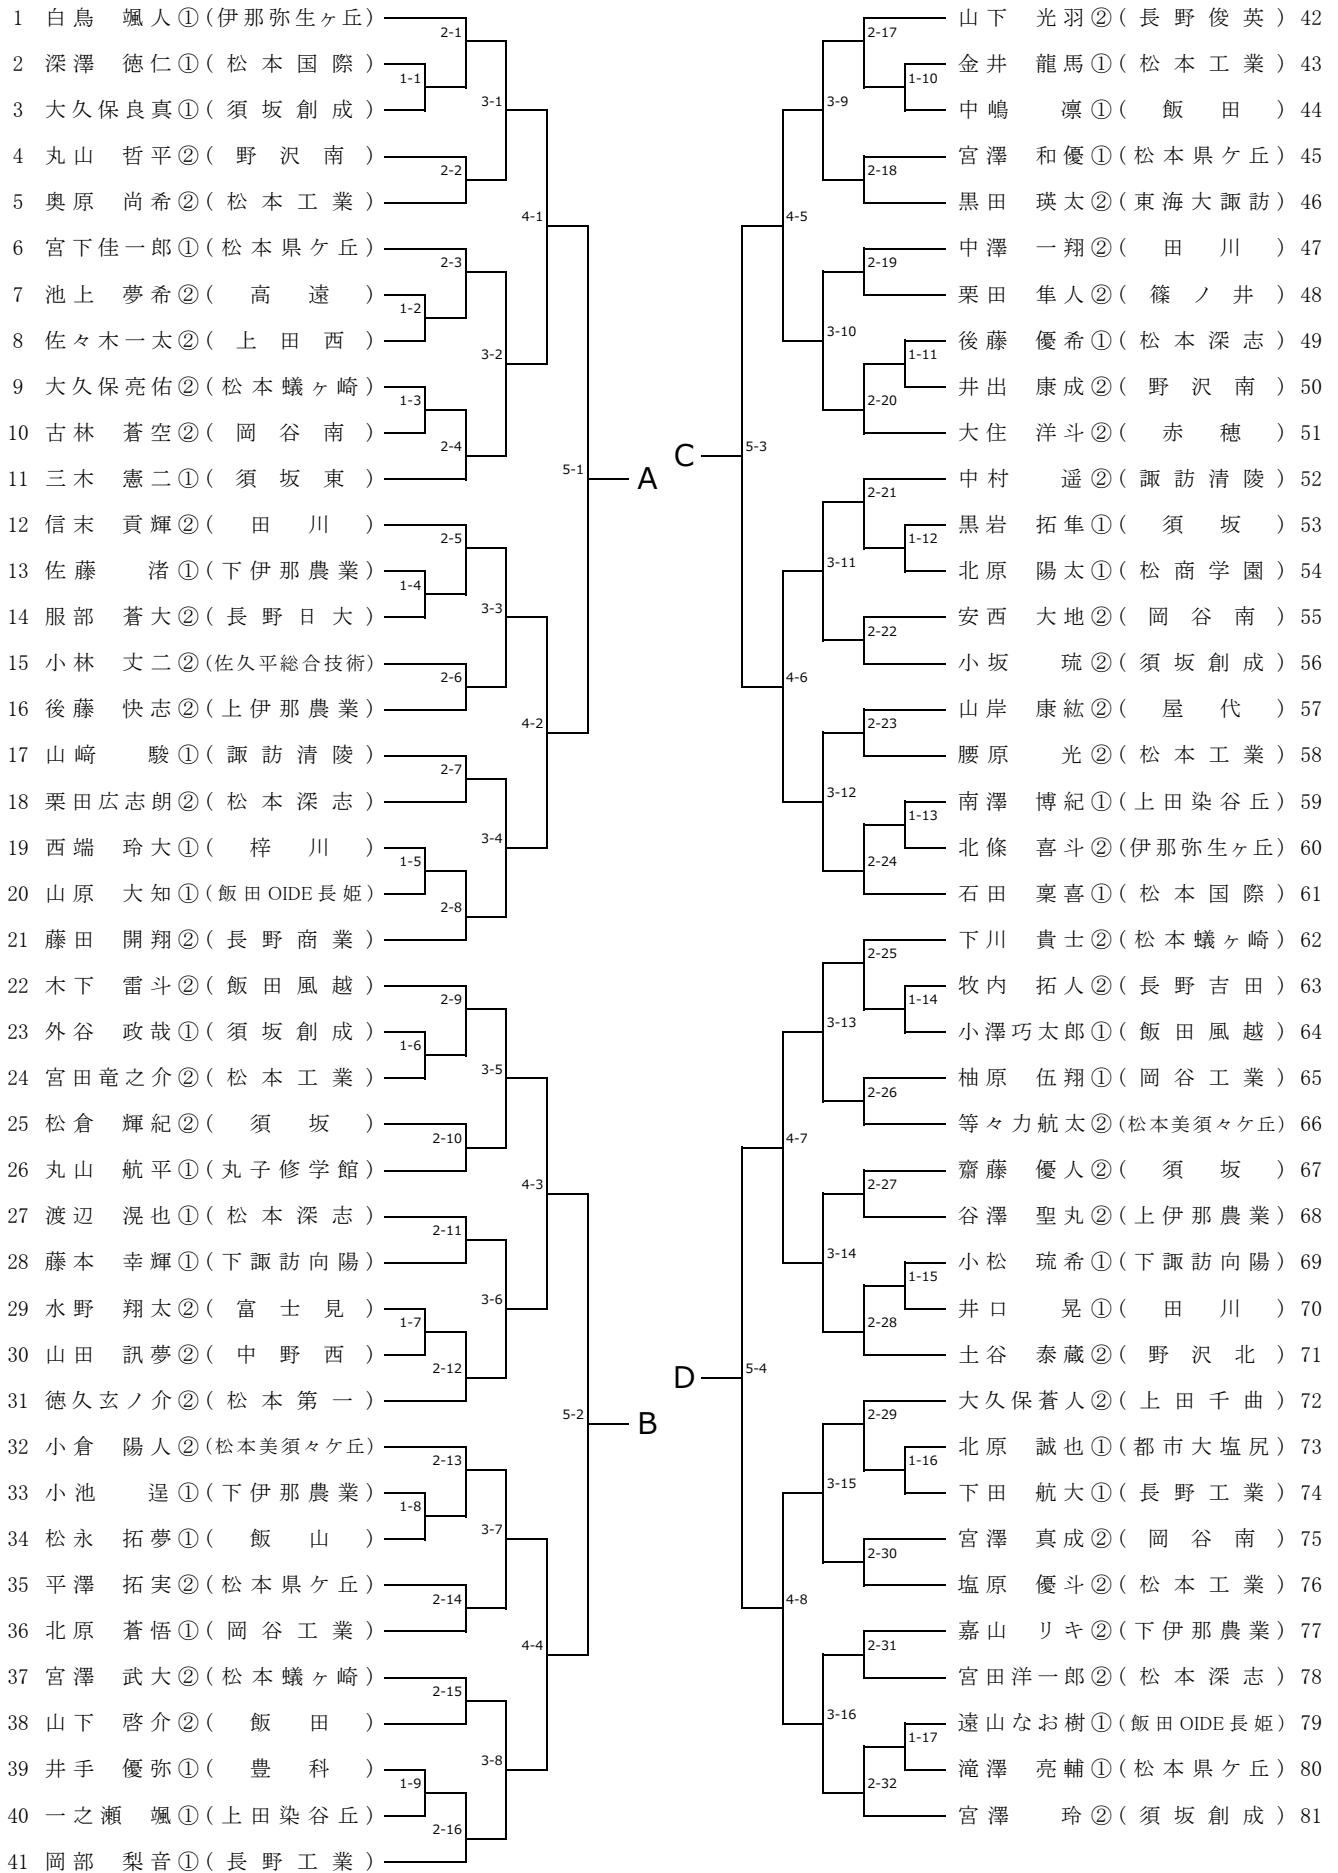 1 白鳥 颯人①(伊那弥生ヶ丘)
2 深澤 徳仁①(松本国際)
3 大久保良真①(須坂創成)
4 丸山 哲平②(野沢南)
5 奥原 尚希②(松本工業)
6 宮下佳一郎①(松本県ケ丘)
7 池上 夢希②(高遠)
8 佐々木一太②(上田西)
9 大久保亮佑②(松本蟻ヶ崎)
10 古林 蒼空②(岡谷南)
11 三木 憲二①(須坂東)
12 信末 貢輝②(田川)
13 佐藤 渚①(下伊那農業)
14 服部 蒼大②(長野日大)
15 小林 丈二②(佐久平総合技術)
16 後藤 快志②(上伊那農業)
17 山﨑 駿①(諏訪清陵)
18 栗田広志朗②(松本深志)
19 西端 玲大①(梓川)
20 山原 大知①(飯田OIDE長姫)
21 藤田 開翔②(長野商業)
22 木下 雷斗②(飯田風越)
23 外谷 政哉①(須坂創成)
24 宮田竜之介②(松本工業)
25 松倉 輝紀②(須坂)
26 丸山 航平①(丸子修学館)
27 渡辺 滉也①(松本深志)
28 藤本 幸輝①(下諏訪向陽)
29 水野 翔太②(富士見)
30 山田 訊夢②(中野西)
31 徳久玄ノ介②(松本第一)
32 小倉 陽人②(松本美須々ケ丘)
33 小池 逞①(下伊那農業)
34 松永 拓夢①(飯山)
35 平澤 拓実②(松本県ケ丘)
36 北原 蒼悟①(岡谷工業)
37 宮澤 武大②(松本蟻ヶ崎)
38 山下 啓介②(飯田)
39 井手 優弥①(豊科)
40 一之瀬 颯①(上田染谷丘)
41 岡部 梨音①(長野工業)
1-1
1-2
1-3
1-4
1-5
1-6
1-7
1-8
1-9
2-1
2-2
2-3
2-4
2-5
2-6
2-7
2-8
2-9
2-10
2-11
2-12
2-13
2-14
2-15
2-16
3-1
3-2
3-3
3-4
3-5
3-6
3-7
3-8
4-1
4-2
4-3
4-4
5-1
5-2
A
B
C
D
5-3
5-4
4-5
4-6
4-7
4-8
3-9
3-10
3-11
3-12
3-13
3-14
3-15
3-16
2-17
2-18
2-19
2-20
2-21
2-22
2-23
2-24
2-25
2-26
2-27
2-28
2-29
2-30
2-31
2-32
1-10
1-11
1-12
1-13
1-14
1-15
1-16
1-17
山下 光羽②(長野俊英) 42
金井 龍馬①(松本工業) 43
中嶋 凛①(飯田) 44
宮澤 和優①(松本県ケ丘) 45
黒田 瑛太②(東海大諏訪) 46
中澤 一翔②(田川) 47
栗田 隼人②(篠ノ井) 48
後藤 優希①(松本深志) 49
井出 康成②(野沢南) 50
大住 洋斗②(赤穂) 51
中村 遥②(諏訪清陵) 52
黒岩 拓隼①(須坂) 53
北原 陽太①(松商学園) 54
安西 大地②(岡谷南) 55
小坂 琉②(須坂創成) 56
山岸 康紘②(屋代) 57
腰原 光②(松本工業) 58
南澤 博紀①(上田染谷丘) 59
北條 喜斗②(伊那弥生ヶ丘) 60
石田 稟喜①(松本国際) 61
下川 貴士②(松本蟻ヶ崎) 62
牧内 拓人②(長野吉田) 63
小澤巧太郎①(飯田風越) 64
柚原 伍翔①(岡谷工業) 65
等々力航太②(松本美須々ケ丘) 66
齋藤 優人②(須坂) 67
谷澤 聖丸②(上伊那農業) 68
小松 琉希①(下諏訪向陽) 69
井口 晃①(田川) 70
土谷 泰蔵②(野沢北) 71
大久保蒼人②(上田千曲) 72
北原 誠也①(都市大塩尻) 73
下田 航大①(長野工業) 74
宮澤 真成②(岡谷南) 75
塩原 優斗②(松本工業) 76
嘉山 リキ②(下伊那農業) 77
宮田洋一郎②(松本深志) 78
遠山なお樹①(飯田OIDE長姫) 79
滝澤 亮輔①(松本県ケ丘) 80
宮澤 玲②(須坂創成) 81